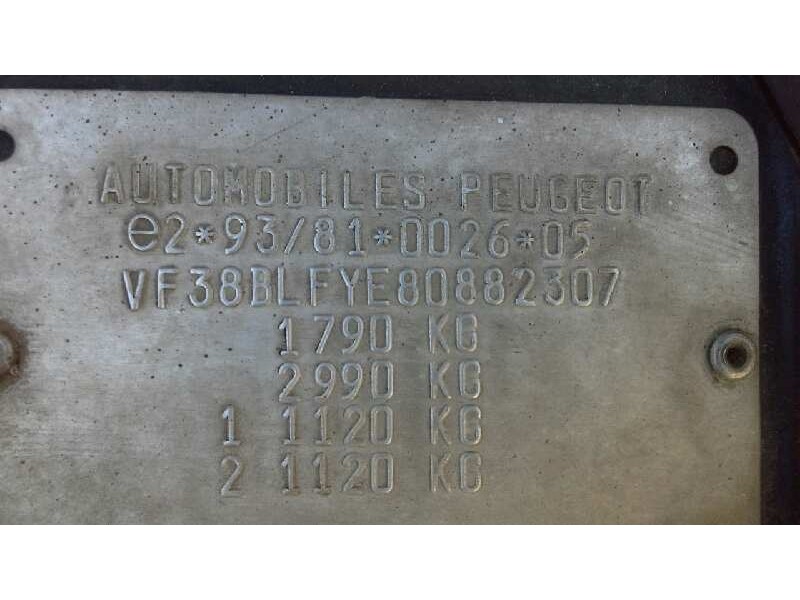 AUTOMOBILES PEUGEOT
e2*93/81*0026*05
VF38BLFYE80882307
1790 KG
2990 KG
1 1120 KG
2 1120 KG